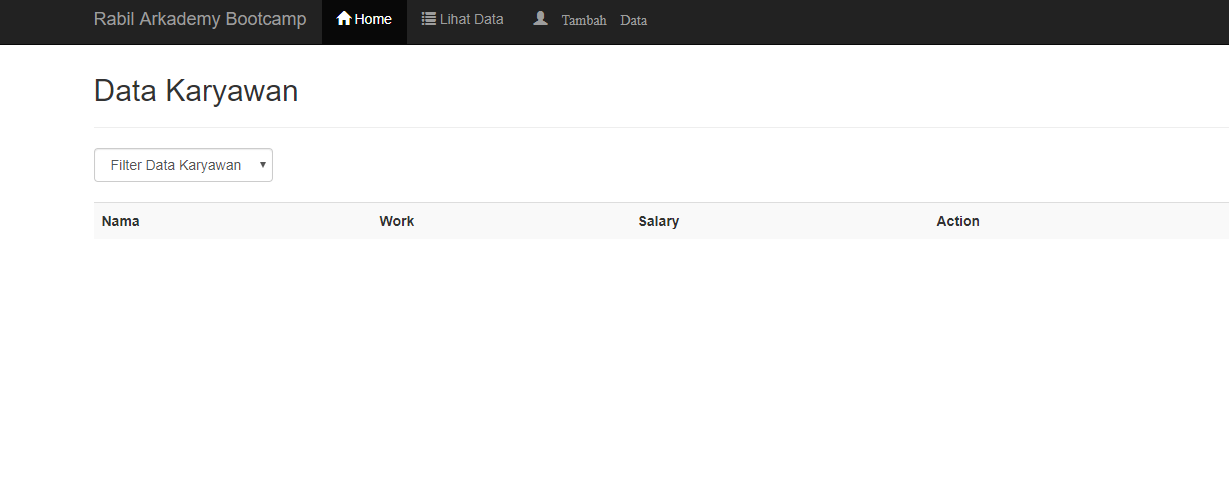 Rabil Arkademy Bootcamp Home Lihat Data Tambah Data
Data Karyawan
Filter Data Karyawan
Nama Work Salary Action